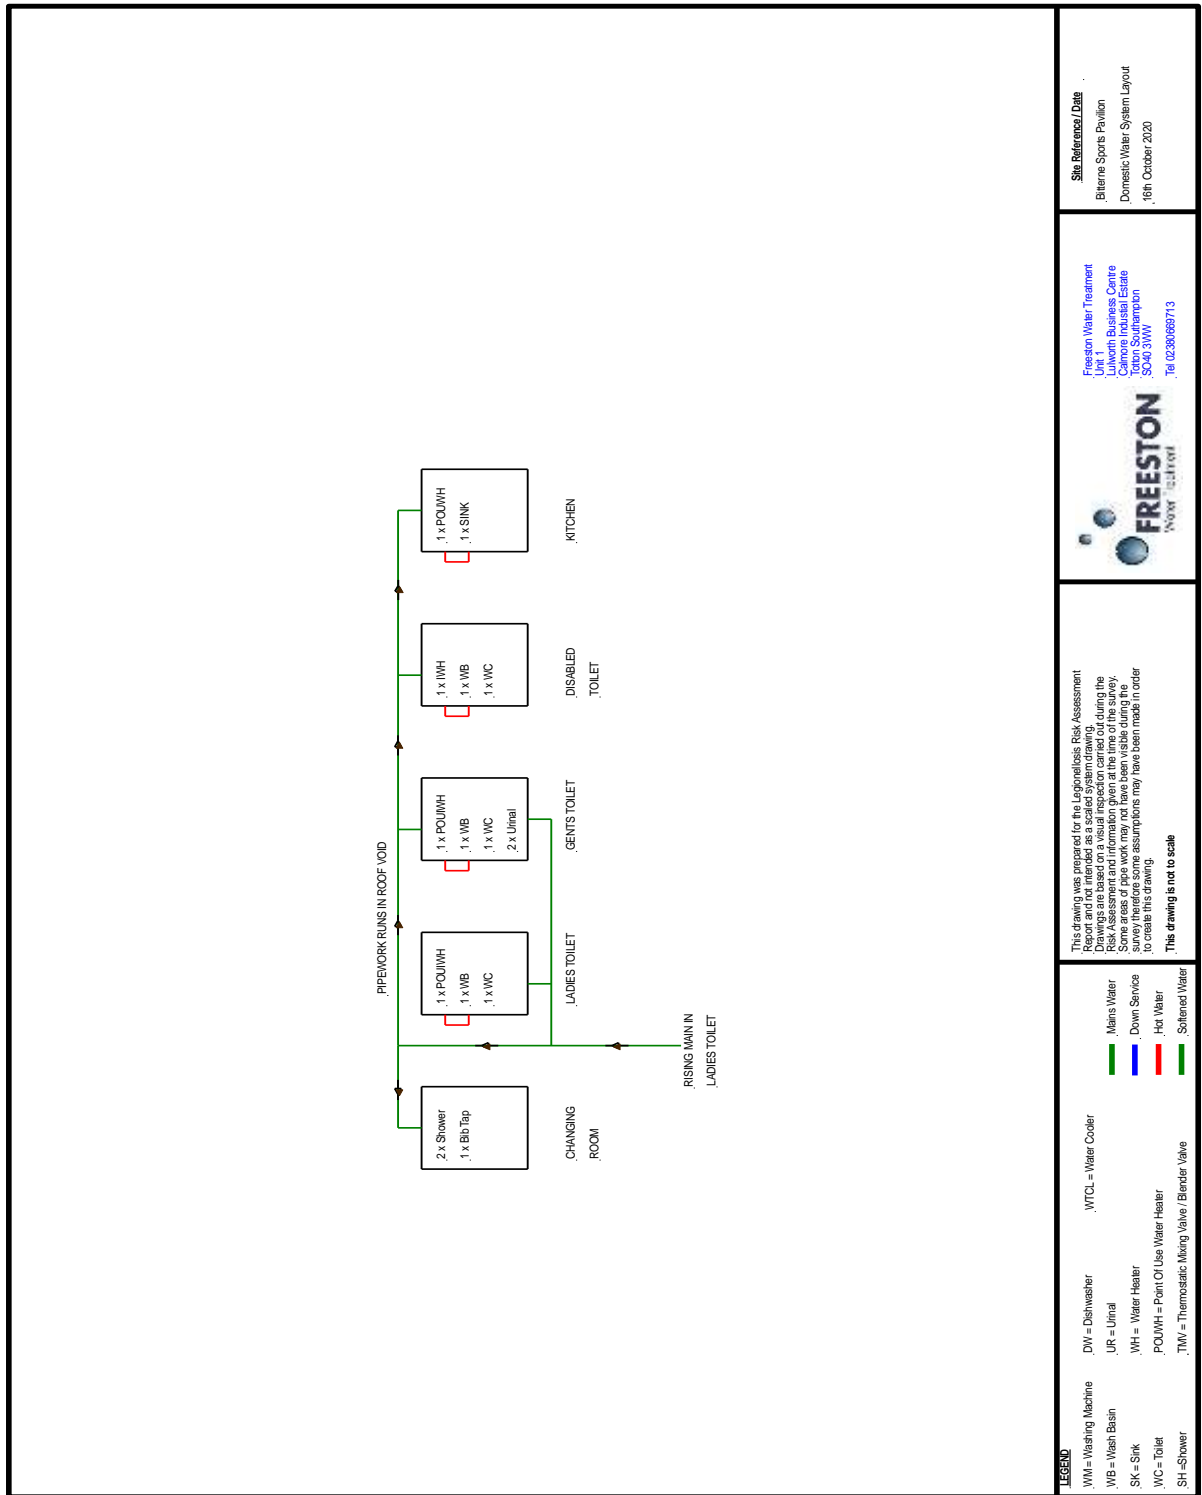 PIPEWORK RUNS IN ROOF VOID
2 x Shower
1 x Bib Tap
CHANGING
ROOM
1 x POUIWH
1 x WB
1 x WC
LADIES TOILET
1 x POUIWH
1 x WB
1 x WC
2 x Urinal
GENTS TOILET
1 x IWH
1 x WB
1 x WC
DISABLED
TOILET
1 x POUWH
1 x SINK
KITCHEN
RISING MAIN IN
LADIES TOILET
LEGEND
WM = Washing Machine
WB = Wash Basin
SK = Sink
WC = Toilet
SH =Shower
DW = Dishwasher
UR = Urinal
WH = Water Heater
POUWH = Point Of Use Water Heater
TMV = Thermostatic Mixing Valve / Blender Valve
WTCL = Water Cooler
Mains Water
Down Service
Hot Water
Softened Water
This drawing was prepared for the Legionellosis Risk Assessment
Report and not intended as a scaled system drawing.
Drawings are based on a visual inspection carried out during the
Risk Assessment and information given at the time of the survey.
Some areas of pipe work may not have been visible during the
survey therefore some assumptions may have been made in order
to create this drawing.
This drawing is not to scale
FREESTON
Water Treatment
Freeston Water Treatment
Unit 1
Lulworth Business Centre
Calmore Industial Estate
Totton Southampton
SO40 3WW
Tel 02380669713
Site Reference / Date
Bitterne Sports Pavilion
Domestic Water System Layout
16th October 2020